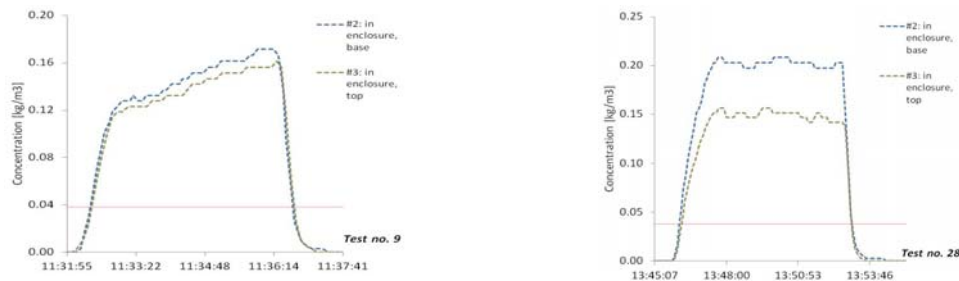 0.20
0.16
0.12
0.08
0.04
0.00
Concentration [kg/m3]
11:31:55
11:33:22
11:34:48
11:36:14
11:37:41
#2: in
enclosure,
base
#3: in
enclosure,
top
Test no. 9
0.25
0.20
0.15
0.10
0.05
0.00
Concentration [kg/m3]
13:45:07
13:48:00
13:50:53
13:53:46
#2: in
enclosure,
base
#3: in
enclosure,
top
Test no. 28